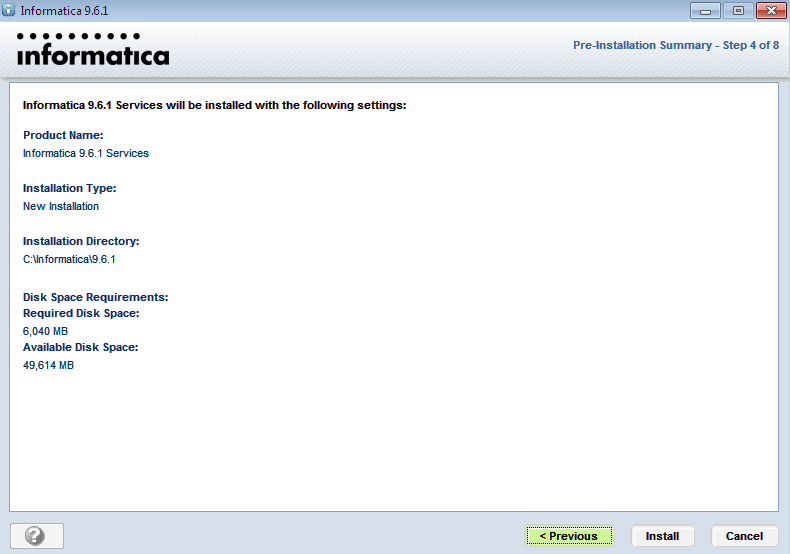 Informatica 9.6.1
informatica
Pre-Installation Summary - Step 4 of 8
Informatica 9.6.1 Services will be installed with the following settings:
Product Name:
Informatica 9.6.1 Services
Installation Type:
New Installation
Installation Directory:
C:\Informatica\9.6.1
Disk Space Requirements:
Required Disk Space:
6,040 MB
Available Disk Space:
49,614 MB
?
< Previous
Install
Cancel